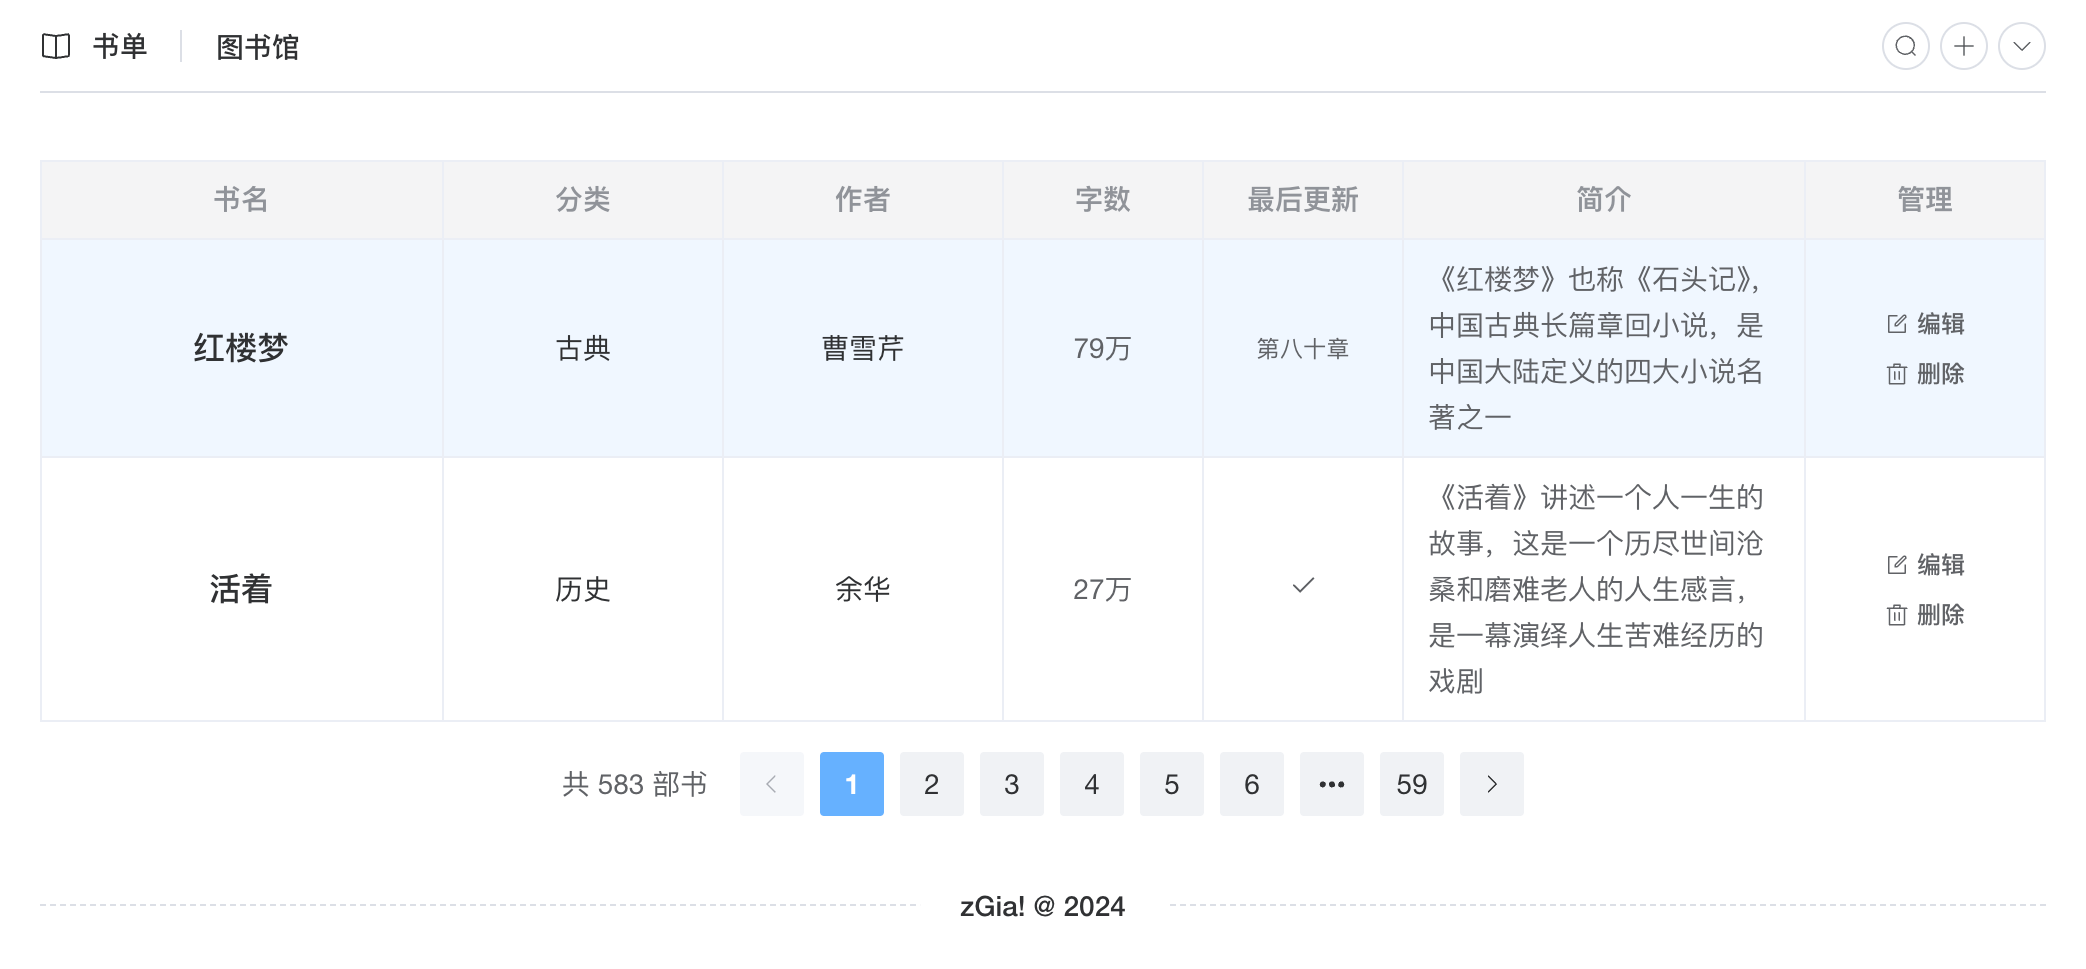 书单
图书馆
书名 分类 作者 字数 最后更新 简介 管理
红楼梦
古典
曹雪芹
79万
第八十章
《红楼梦》也称《石头记》，
中国古典长篇章回小说，是
中国大陆定义的四大小说名
著之一
编辑
删除
活着
历史
余华
27万
《活着》讲述一个人一生的
故事，这是一个历尽世间沧
桑和磨难老人的人生感言，
是一幕演绎人生苦难经历的
戏剧
编辑
删除
共 583 部书 1 2 3 4 5 6 ••• 59
zGia! @ 2024